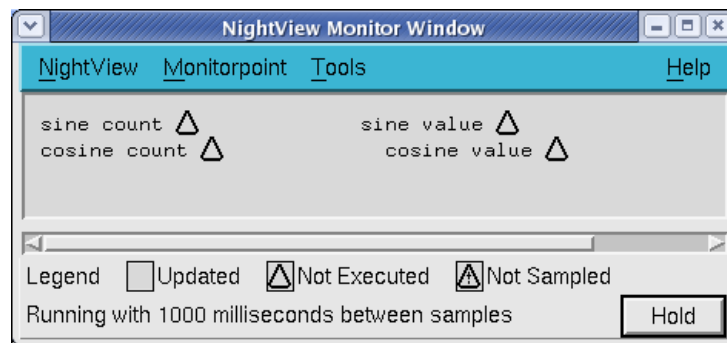 NightView Monitor Window
NightView Monitorpoint Tools Help
sine count sine value
cosine count cosine value
Legend Updated Not Executed Not Sampled
Running with 1000 milliseconds between samples Hold